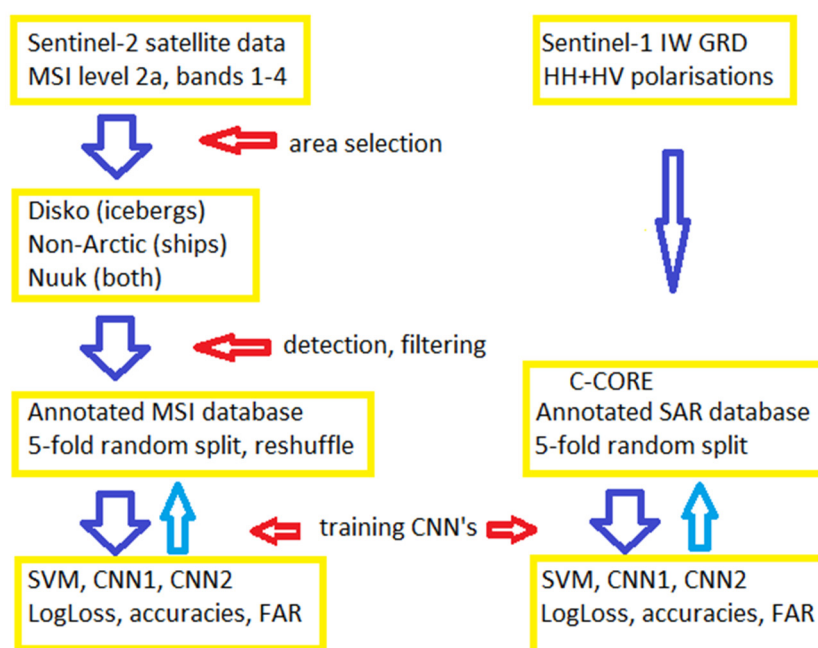 Sentinel-2 satellite data
MSI level 2a, bands 1-4
Sentinel-1 IW GRD
HH+HV polarisations
area selection
Disko (icebergs)
Non-Arctic (ships)
Nuuk (both)
detection, filtering
Annotated MSI database
5-fold random split, reshuffle
C-CORE
Annotated SAR database
5-fold random split
training CNN's
SVM, CNN1, CNN2
LogLoss, accuracies, FAR
SVM, CNN1, CNN2
LogLoss, accuracies, FAR